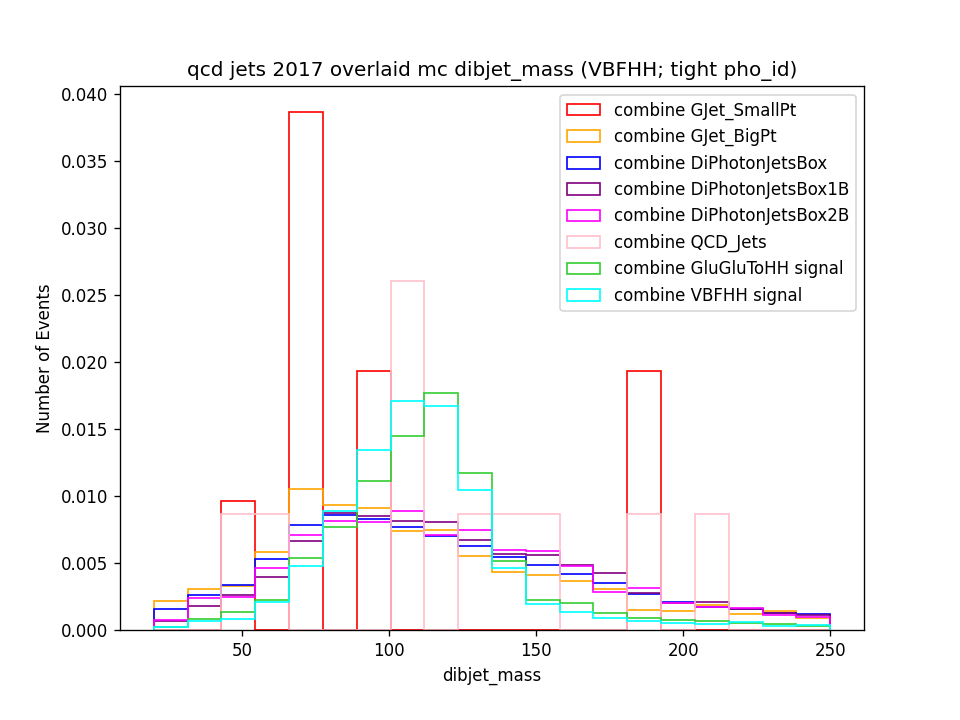 qcd jets 2017 overlaid mc dibjet_mass (VBFHH; tight pho_id)
0.040
0.035
0.030
0.025
0.020
0.015
0.010
0.005
0.000
Number of Events
combine GJet_SmallPt
combine GJet_BigPt
combine DiPhotonJetsBox
combine DiPhotonJetsBox1B
combine DiPhotonJetsBox2B
combine QCD_Jets
combine GluGluToHH signal
combine VBFHH signal
50
100
150
200
250
dibjet_mass